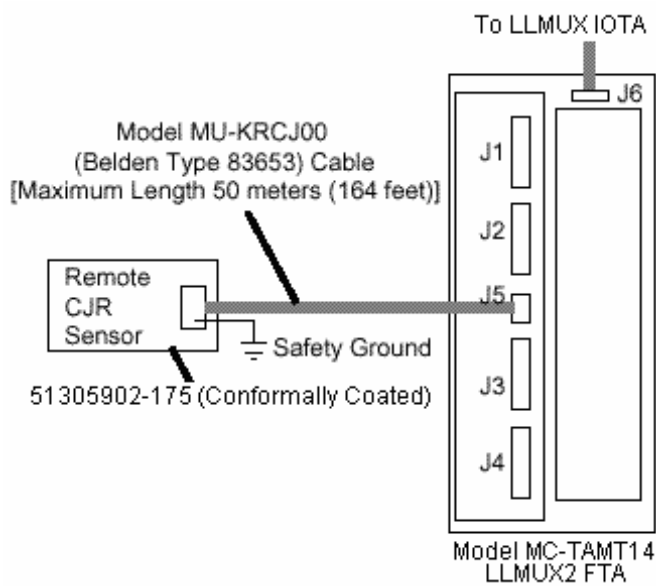 To LLMUX IOTA
J6
Model MU-KRCJ00
(Belden Type 83653) Cable
[Maximum Length 50 meters (164 feet)]
J1
J2
J5
Remote
CJR
Sensor
Safety Ground
51305902-175 (Conformally Coated)
J3
J4
Model MC-TAMT14
LLMUX2 FTA